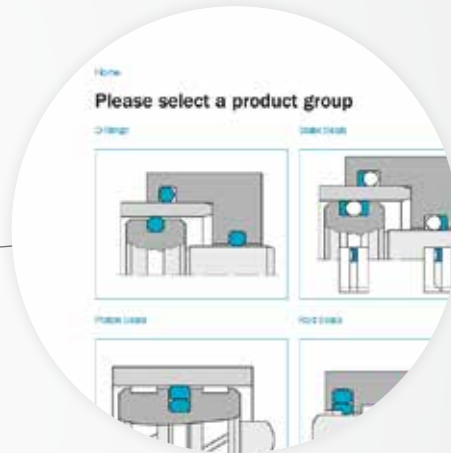 Home
Please select a product group
O-Rings
Static Seals
Piston Seals
Rod Seals